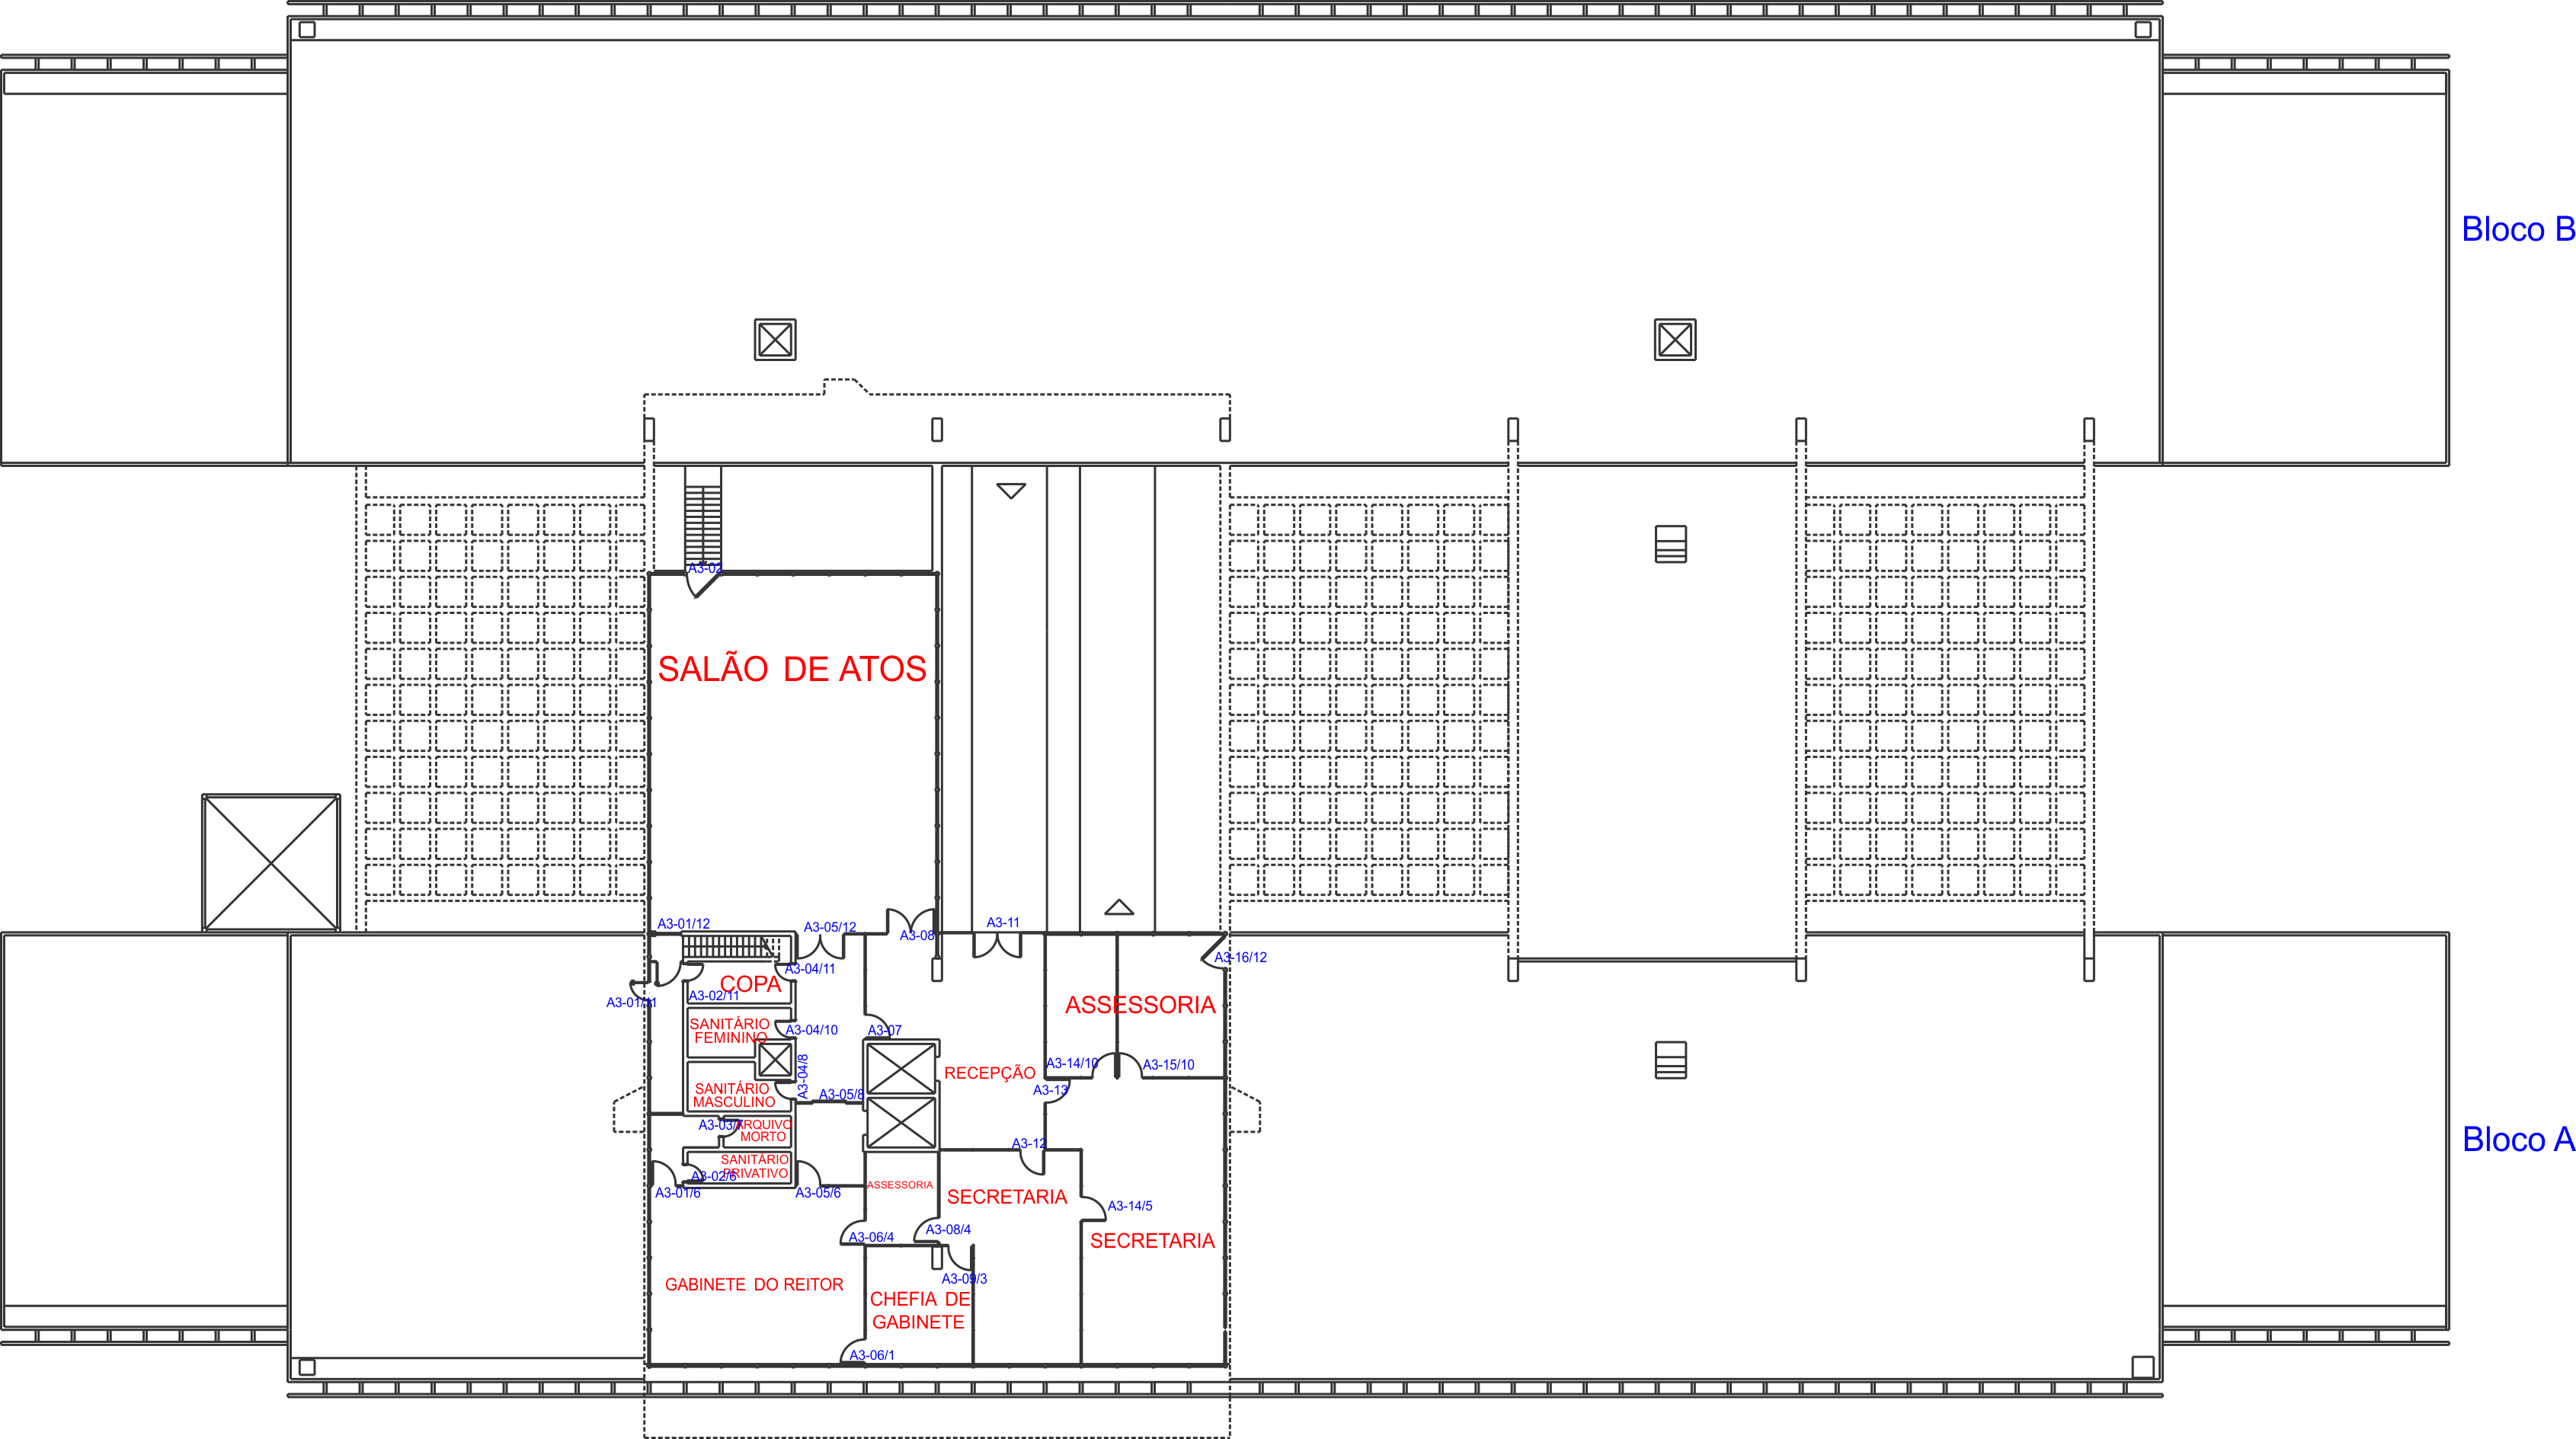 Bloco B
A3-02
SALÃO DE ATOS
A3-01/12
A3-05/12
A3-08
A3-11
A3-16/12
A3-04/11
COPA
A3-02/11
A3-01/11
ASSESSORIA
SANITÁRIO
FEMININO
A3-04/10
A3-07
A3-14/10
A3-15/10
RECEPÇÃO
A3-04/8
SANITÁRIO
MASCULINO
A3-05/8
A3-13
A3-03/7
ARQUIVO
MORTO
A3-12
Bloco A
SANITÁRIO
PRIVATIVO
A3-02/6
A3-01/6
A3-05/6
ASSESSORIA
SECRETARIA
A3-14/5
A3-06/4
A3-08/4
SECRETARIA
GABINETE DO REITOR
A3-09/3
CHEFIA DE
GABINETE
A3-06/1